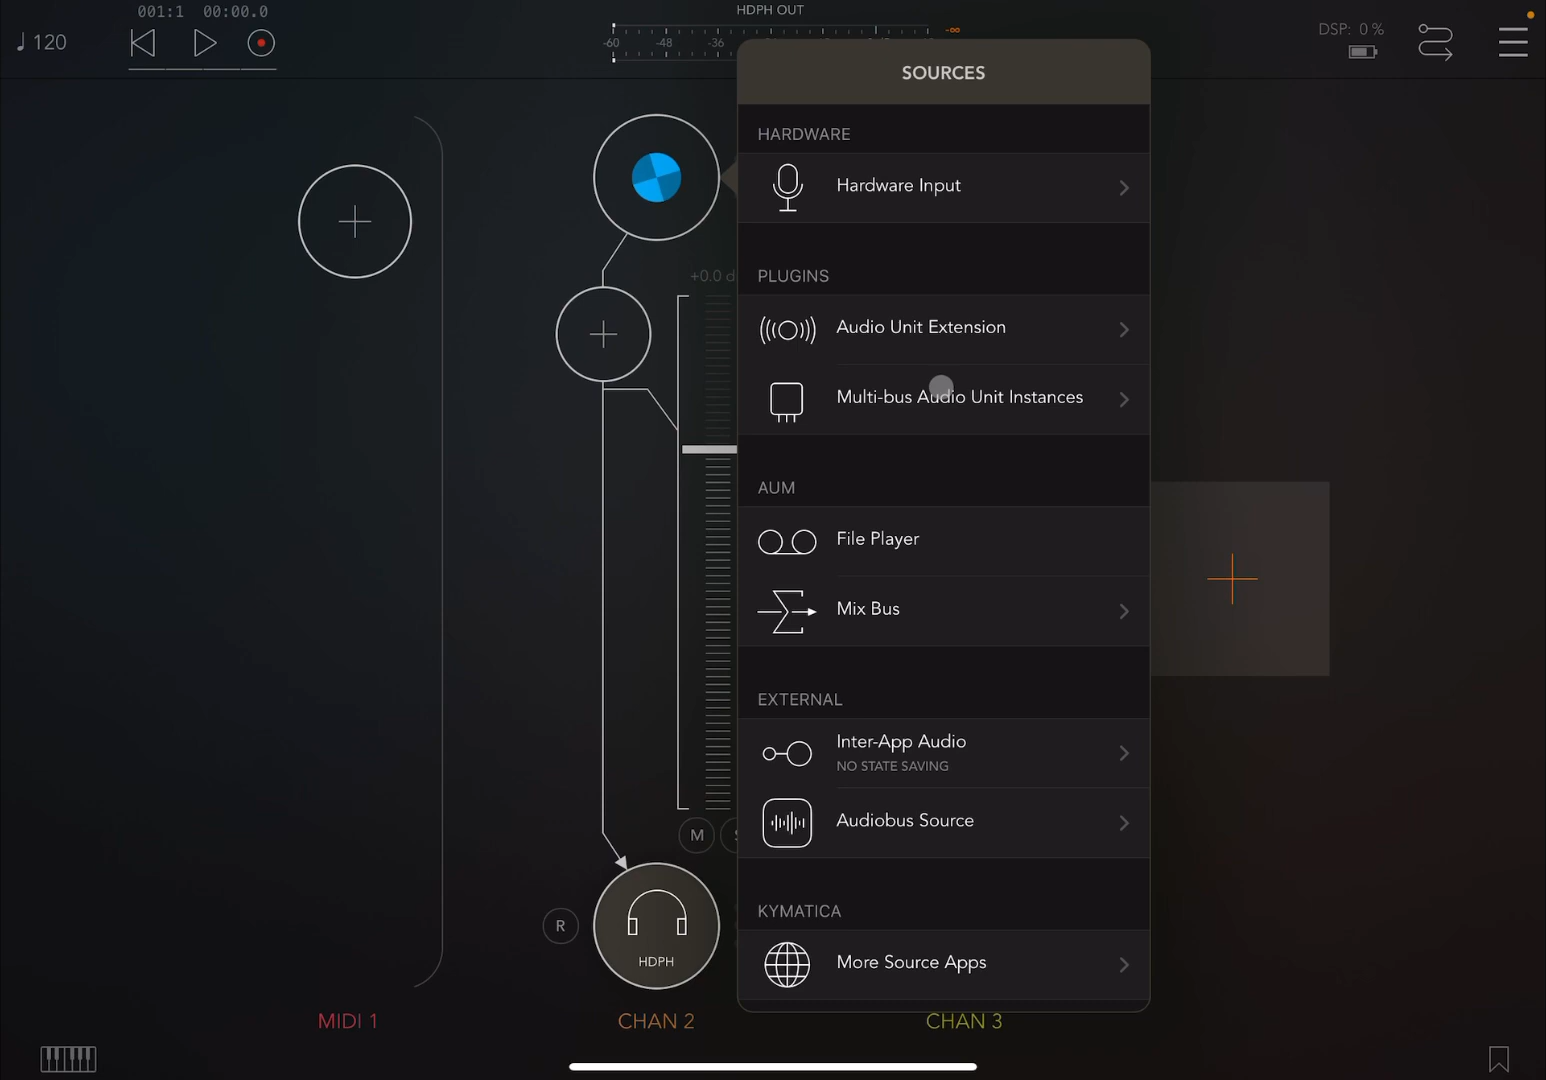 001:1 00:00.0
120
HDPH OUT
-∞
-60 -48 -36
DSP: 0 %
SOURCES
HARDWARE
Hardware Input
PLUGINS
Audio Unit Extension
Multi-bus Audio Unit Instances
AUM
File Player
Mix Bus
EXTERNAL
Inter-App Audio
NO STATE SAVING
Audiobus Source
KYMATICA
More Source Apps
+0.0 d
M
R
HDPH
MIDI 1
CHAN 2
CHAN 3